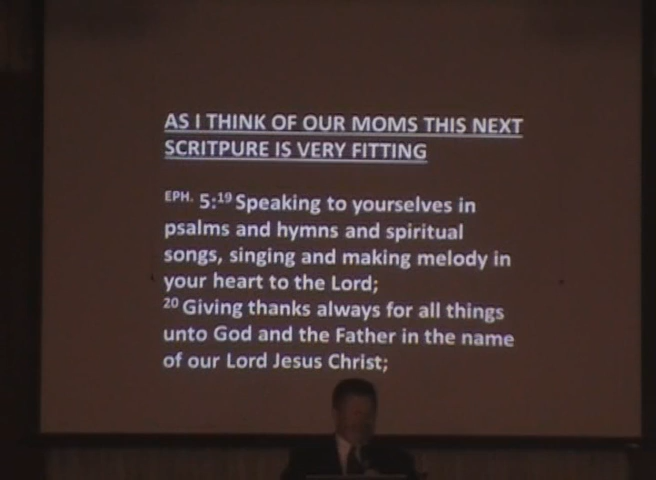 AS I THINK OF OUR MOMS THIS NEXT
SCRITPURE IS VERY FITTING
EPH. 5:19 Speaking to yourselves in
psalms and hymns and spiritual
songs, singing and making melody in
your heart to the Lord;
20 Giving thanks always for all things
unto God and the Father in the name
of our Lord Jesus Christ;